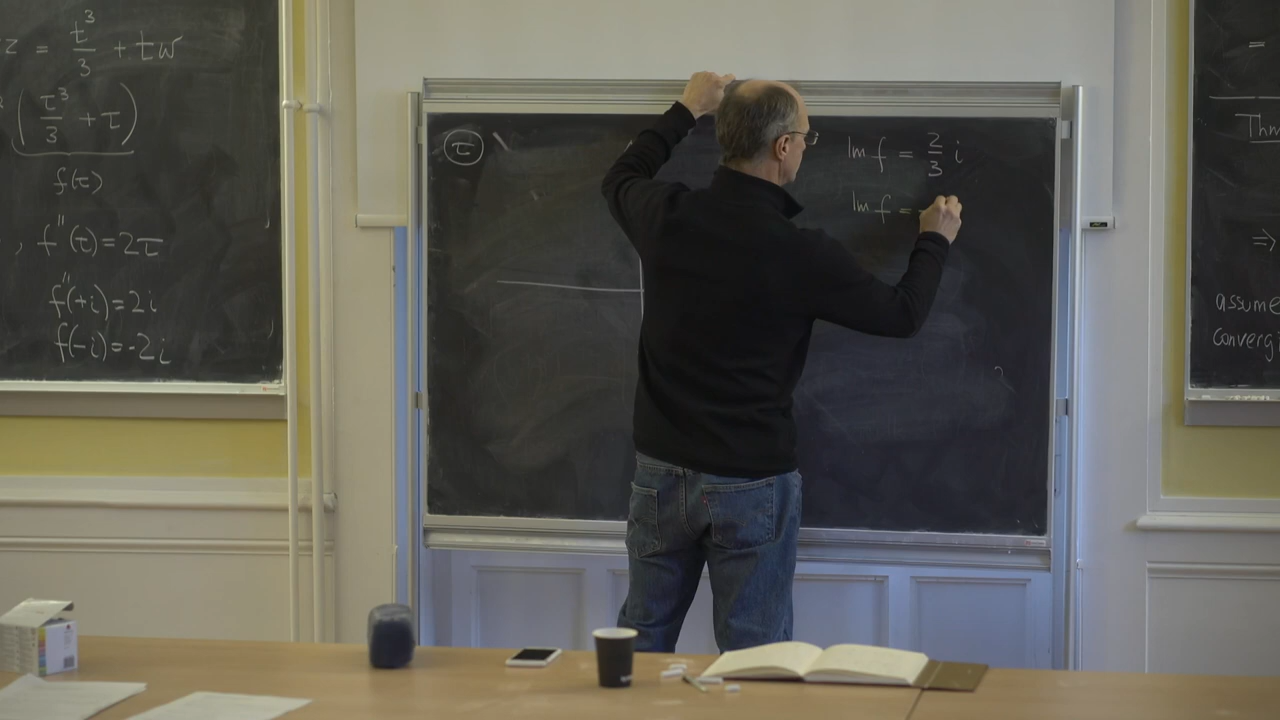 z = t³/3 + tw
(τ³/3 + τ)
f(τ)
, f''(τ)=2τ
f''(+i)=2i
f''(-i)=-2i
τ
Im f = 2/3 i
Im f =
=
Thm
=>
assume
converg